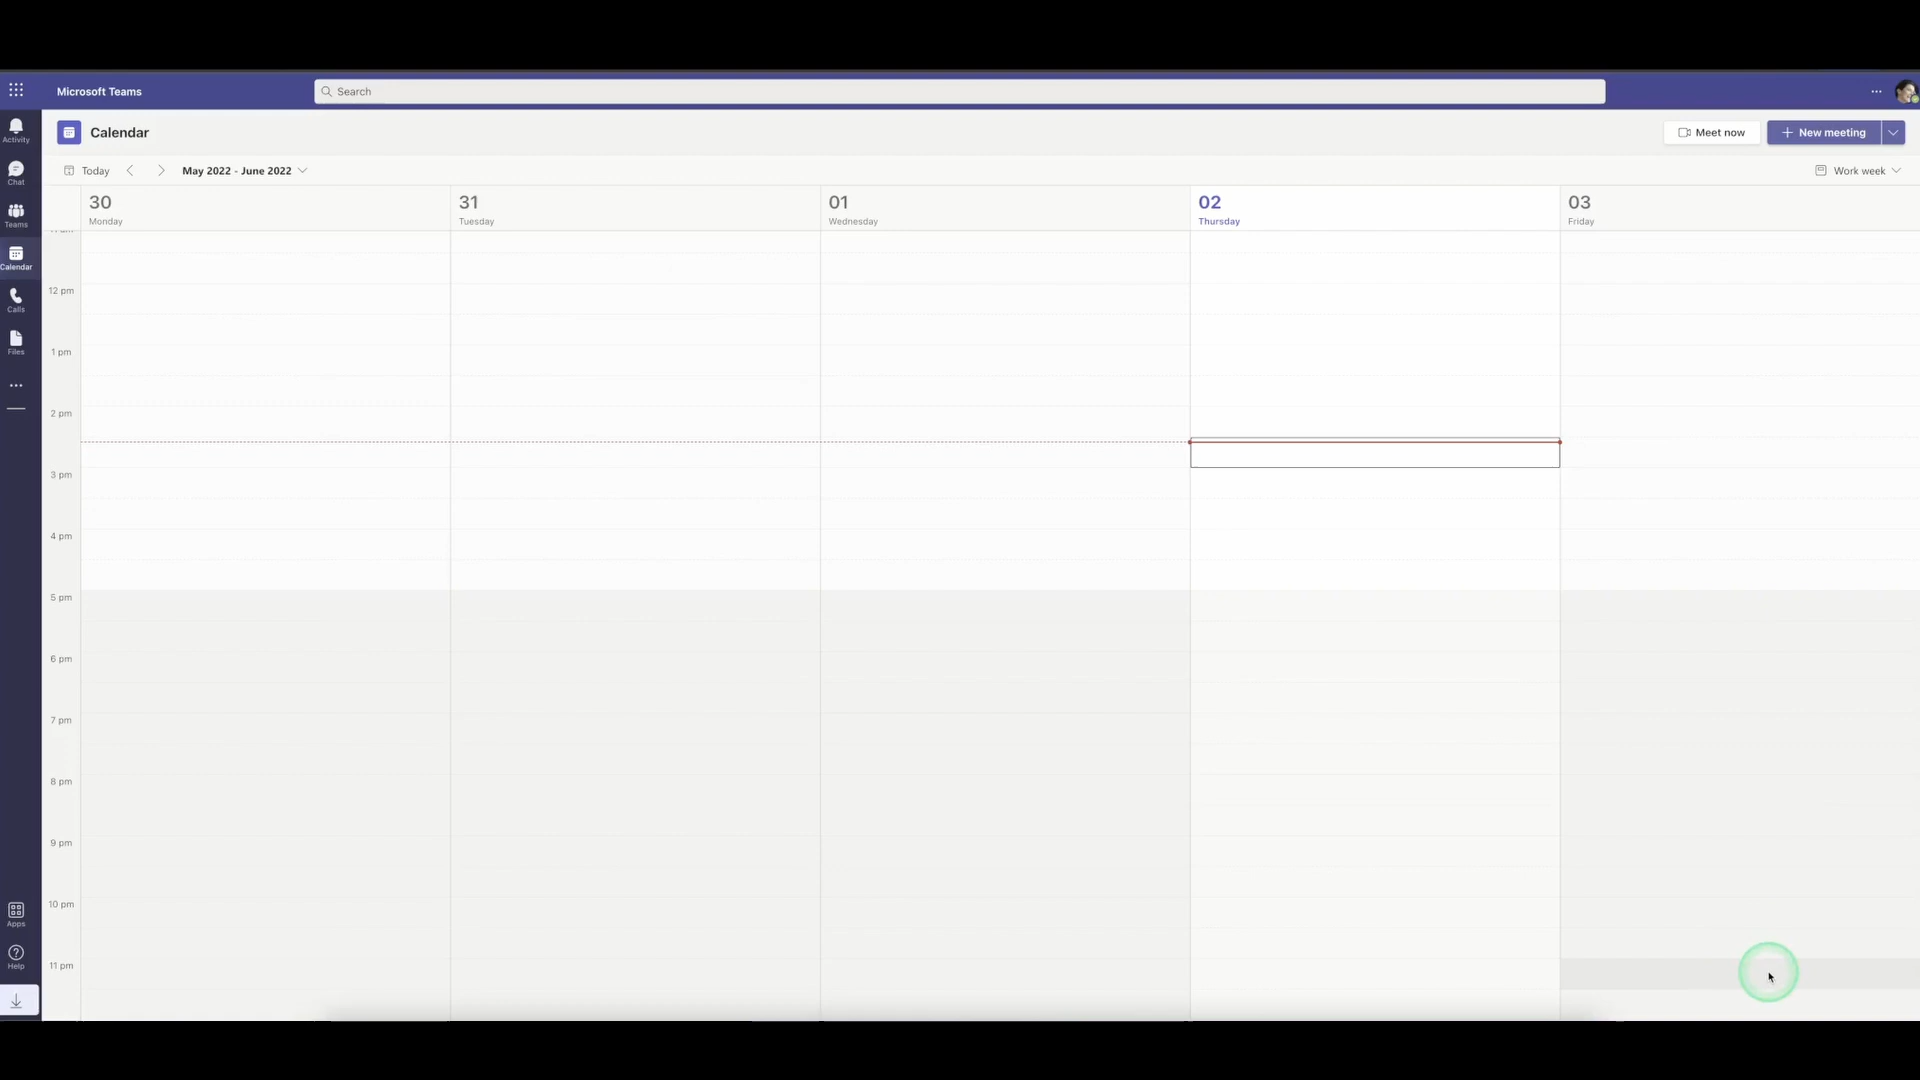 Microsoft Teams
Search
Activity
Chat
Teams
Calendar
Calls
Files
Apps
Help
Calendar
Meet now
New meeting
Today
May 2022 - June 2022
Work week
30
Monday
31
Tuesday
01
Wednesday
02
Thursday
03
Friday
12 pm
1 pm
2 pm
3 pm
4 pm
5 pm
6 pm
7 pm
8 pm
9 pm
10 pm
11 pm